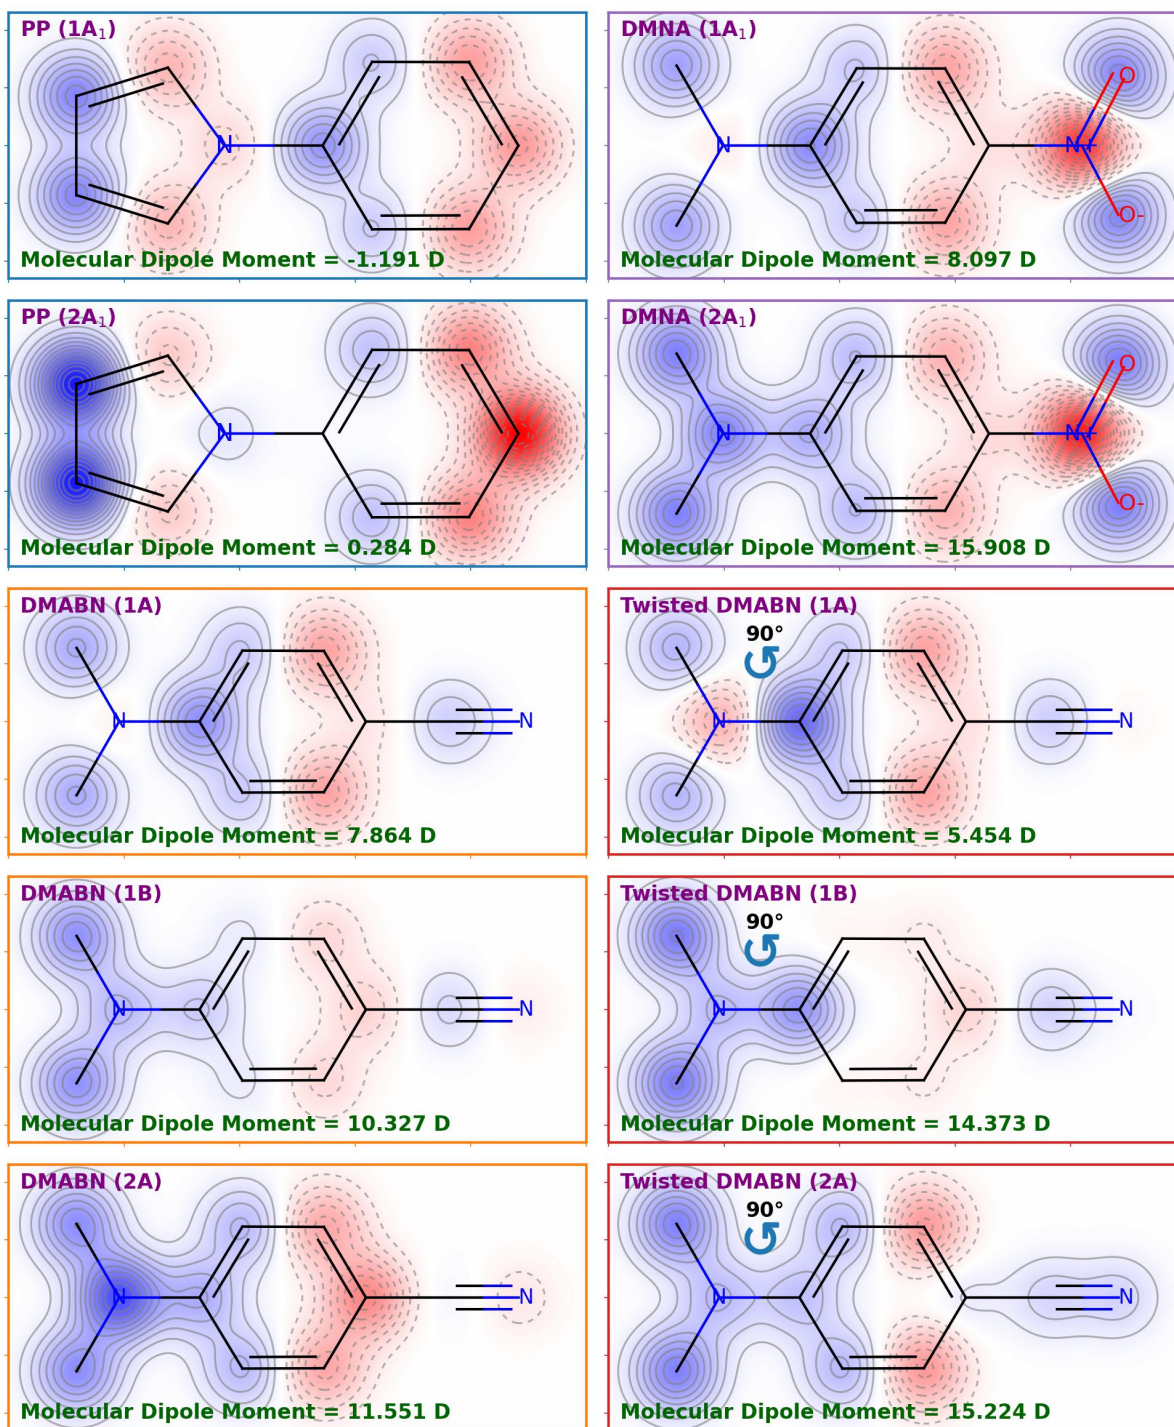 PP (1A₁)
N
Molecular Dipole Moment = -1.191 D
DMNA (1A₁)
N
N+
O
O-
Molecular Dipole Moment = 8.097 D
PP (2A₁)
N
Molecular Dipole Moment = 0.284 D
DMNA (2A₁)
N
N+
O
O-
Molecular Dipole Moment = 15.908 D
DMABN (1A)
N
N
Molecular Dipole Moment = 7.864 D
Twisted DMABN (1A)
90°
N
N
Molecular Dipole Moment = 5.454 D
DMABN (1B)
N
N
Molecular Dipole Moment = 10.327 D
Twisted DMABN (1B)
90°
N
N
Molecular Dipole Moment = 14.373 D
DMABN (2A)
N
N
Molecular Dipole Moment = 11.551 D
Twisted DMABN (2A)
90°
N
N
Molecular Dipole Moment = 15.224 D